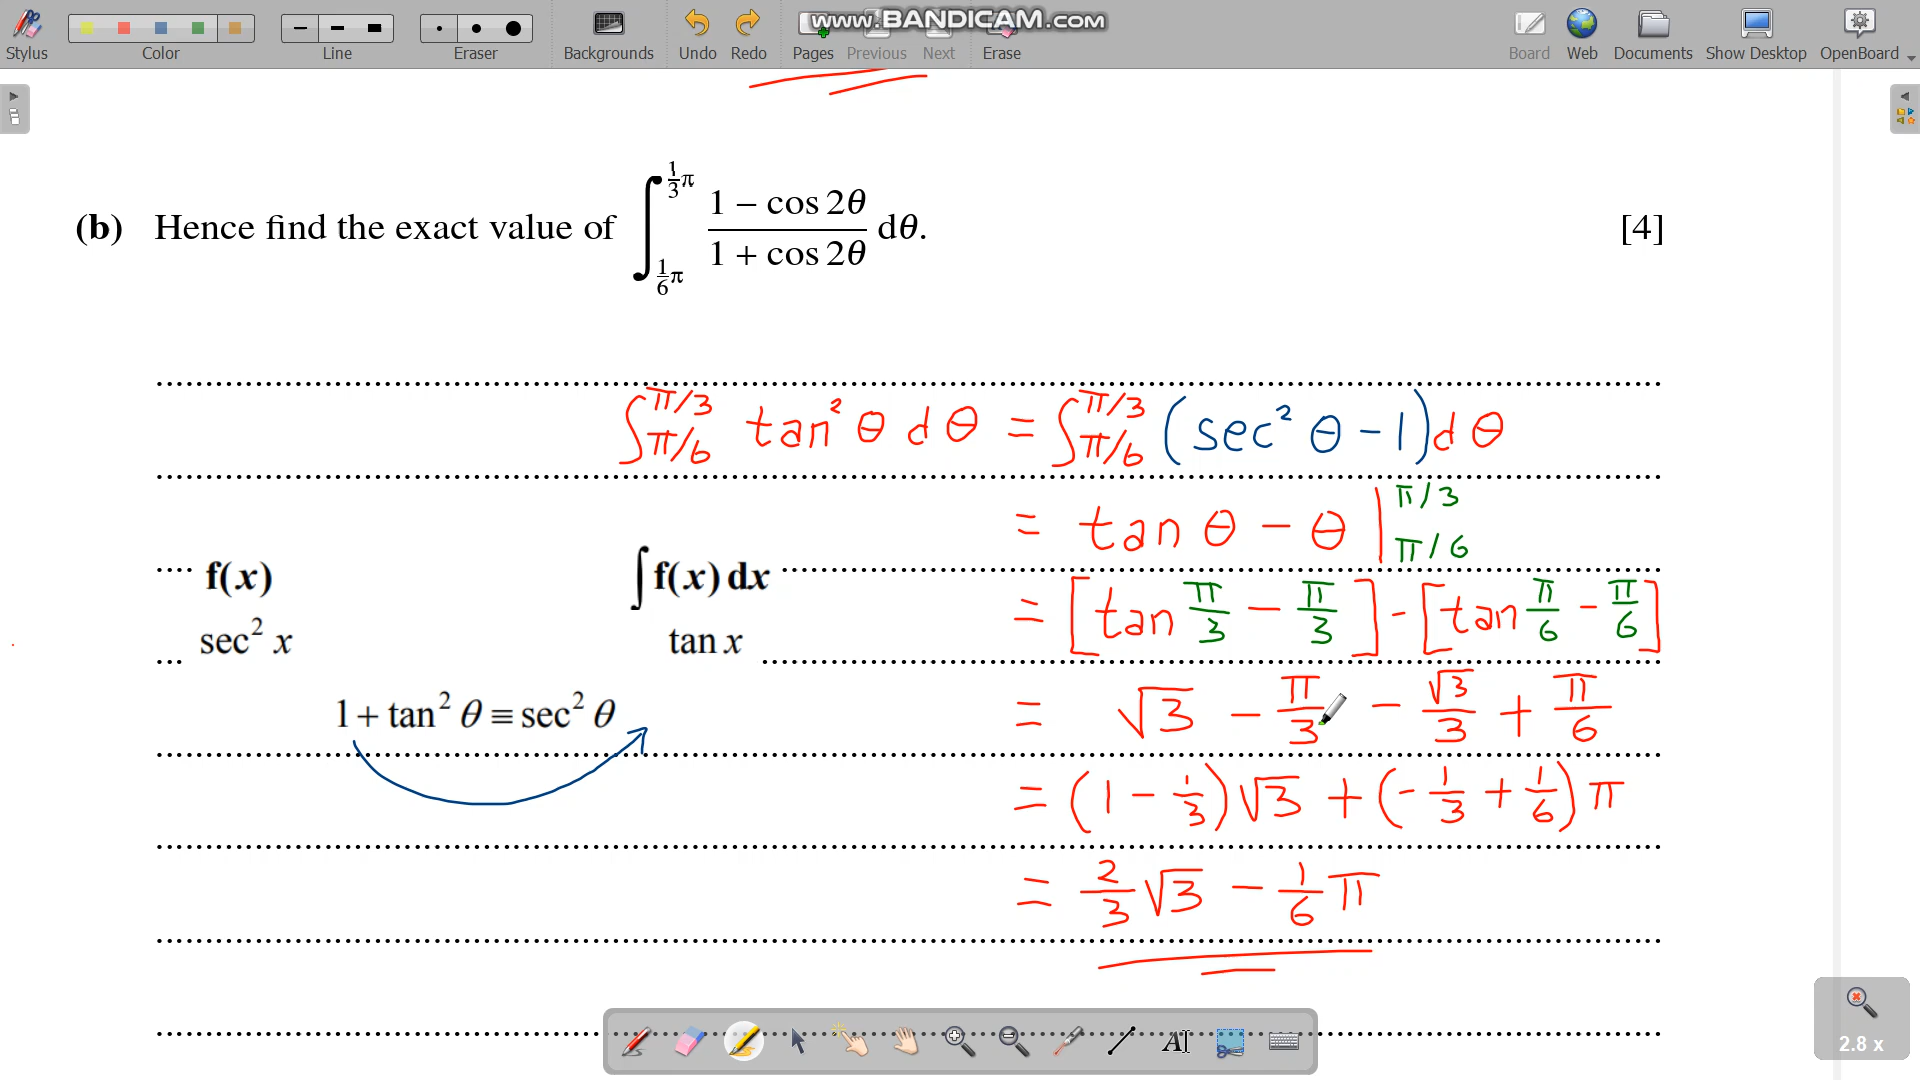 www.BANDICAM.com
Stylus Color Line Eraser Backgrounds Undo Redo Pages Previous Next Erase Board Web Documents Show Desktop OpenBoard
(b) Hence find the exact value of ∫_{1/6 π}^{1/3 π} (1 − cos 2θ)/(1 + cos 2θ) dθ. [4]
∫_{π/6}^{π/3} tan² θ dθ = ∫_{π/6}^{π/3} (sec² θ − 1) dθ
= tan θ − θ |_{π/6}^{π/3}
f(x) ∫ f(x) dx
= [tan π/3 − π/3] − [tan π/6 − π/6]
sec² x tan x
1 + tan² θ ≡ sec² θ
= √3 − π/3 − √3/3 + π/6
= (1 − 1/3) √3 + (− 1/3 + 1/6) π
= 2/3 √3 − 1/6 π
2.8 x